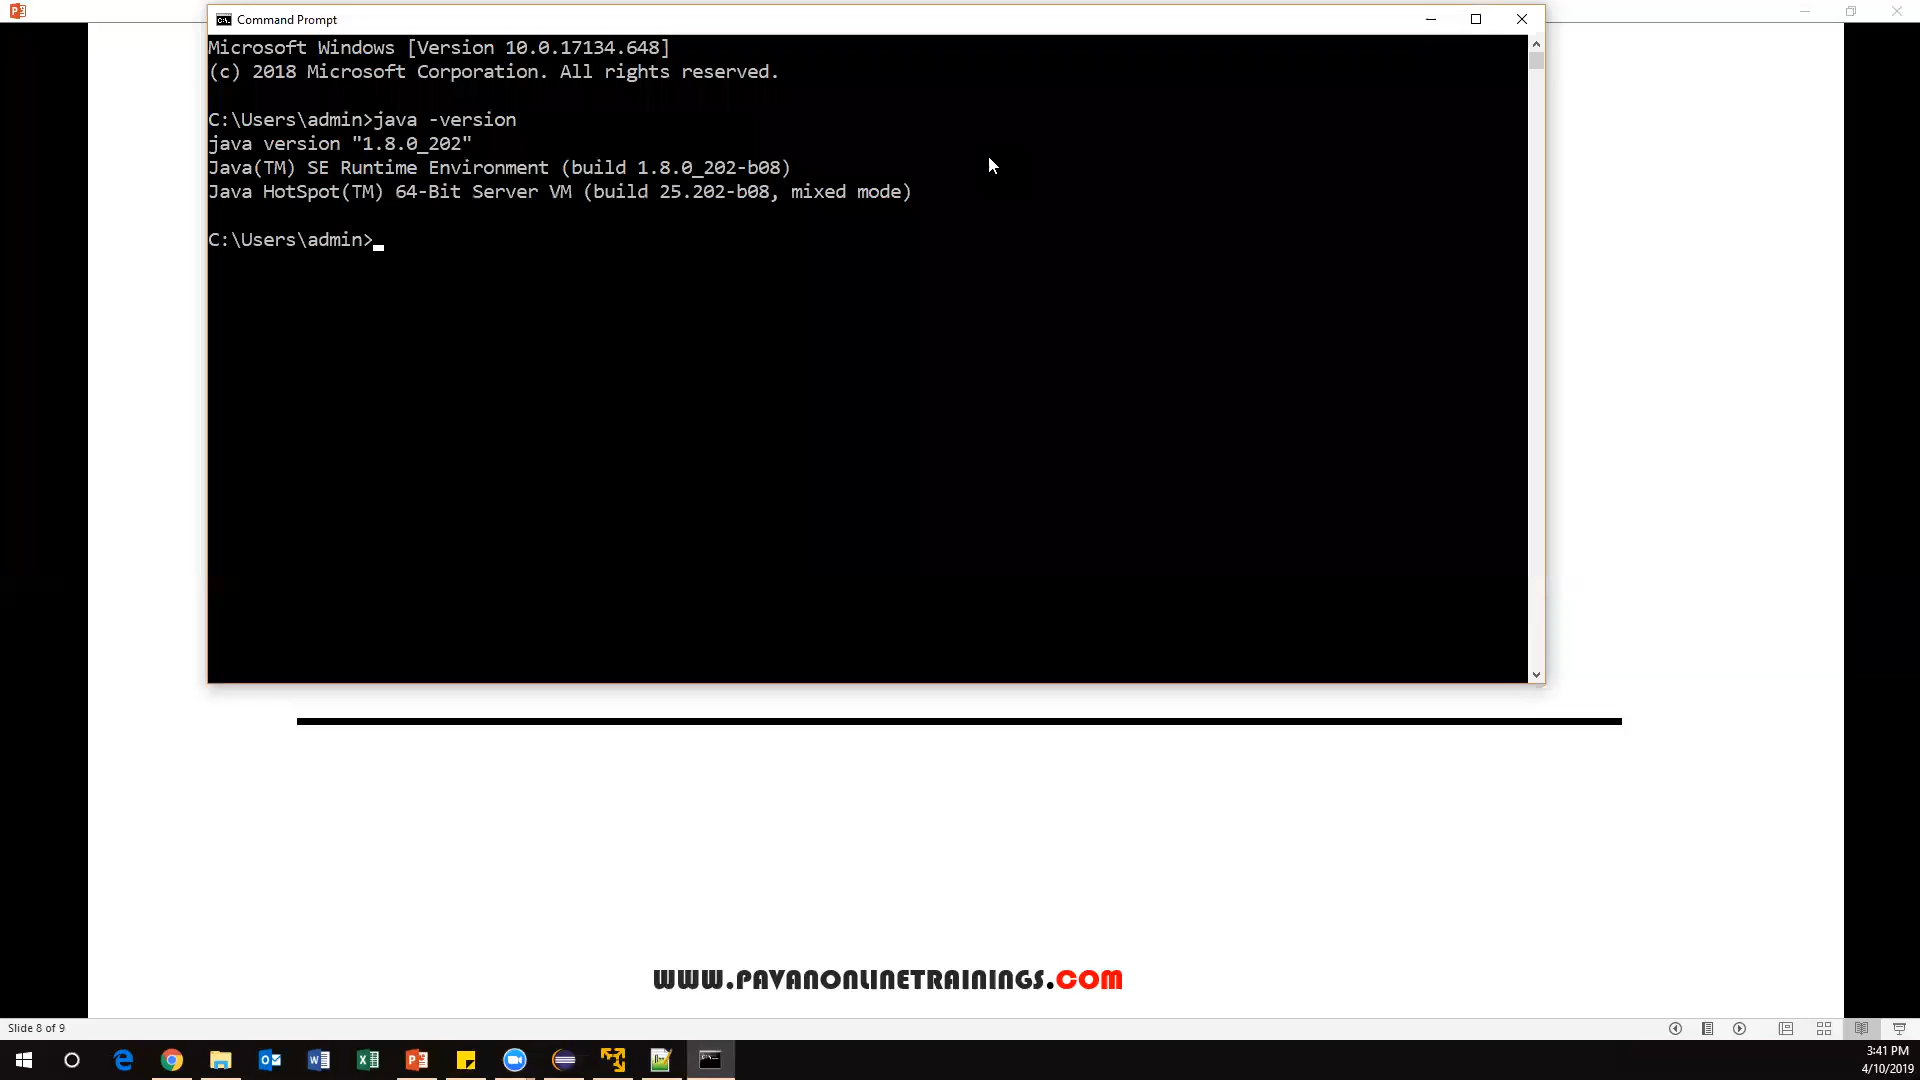 Command Prompt
Microsoft Windows [Version 10.0.17134.648]
(c) 2018 Microsoft Corporation. All rights reserved.
C:\Users\admin>java -version
java version "1.8.0_202"
Java(TM) SE Runtime Environment (build 1.8.0_202-b08)
Java HotSpot(TM) 64-Bit Server VM (build 25.202-b08, mixed mode)
C:\Users\admin>
WWW.PAVANONLINETRAININGS.COM
Slide 8 of 9
3:41 PM
4/10/2019